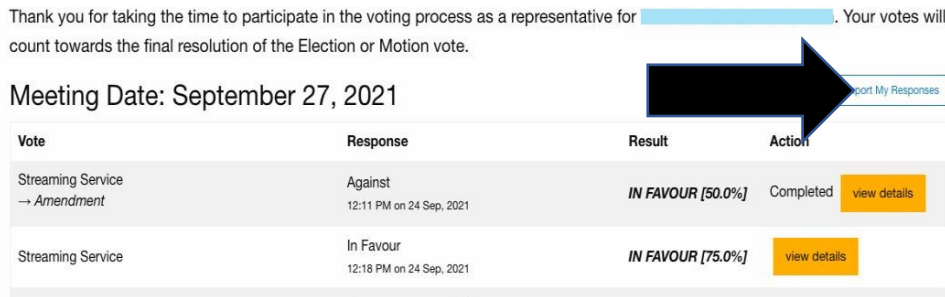 Thank you for taking the time to participate in the voting process as a representative for . Your votes will
count towards the final resolution of the Election or Motion vote.
Meeting Date: September 27, 2021
My Responses
Vote Response Result Action
Streaming Service Against IN FAVOUR [50.0%] Completed view details
→ Amendment 12:11 PM on 24 Sep, 2021
Streaming Service In Favour IN FAVOUR [75.0%] view details
12:18 PM on 24 Sep, 2021